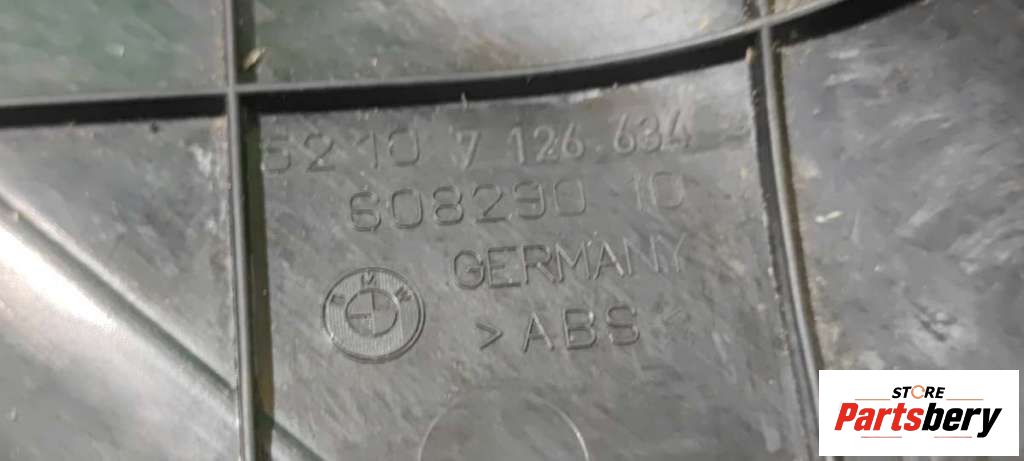 5210 7 126 634
608290 10
GERMANY
BMW
>ABS<
STORE
Partsbery